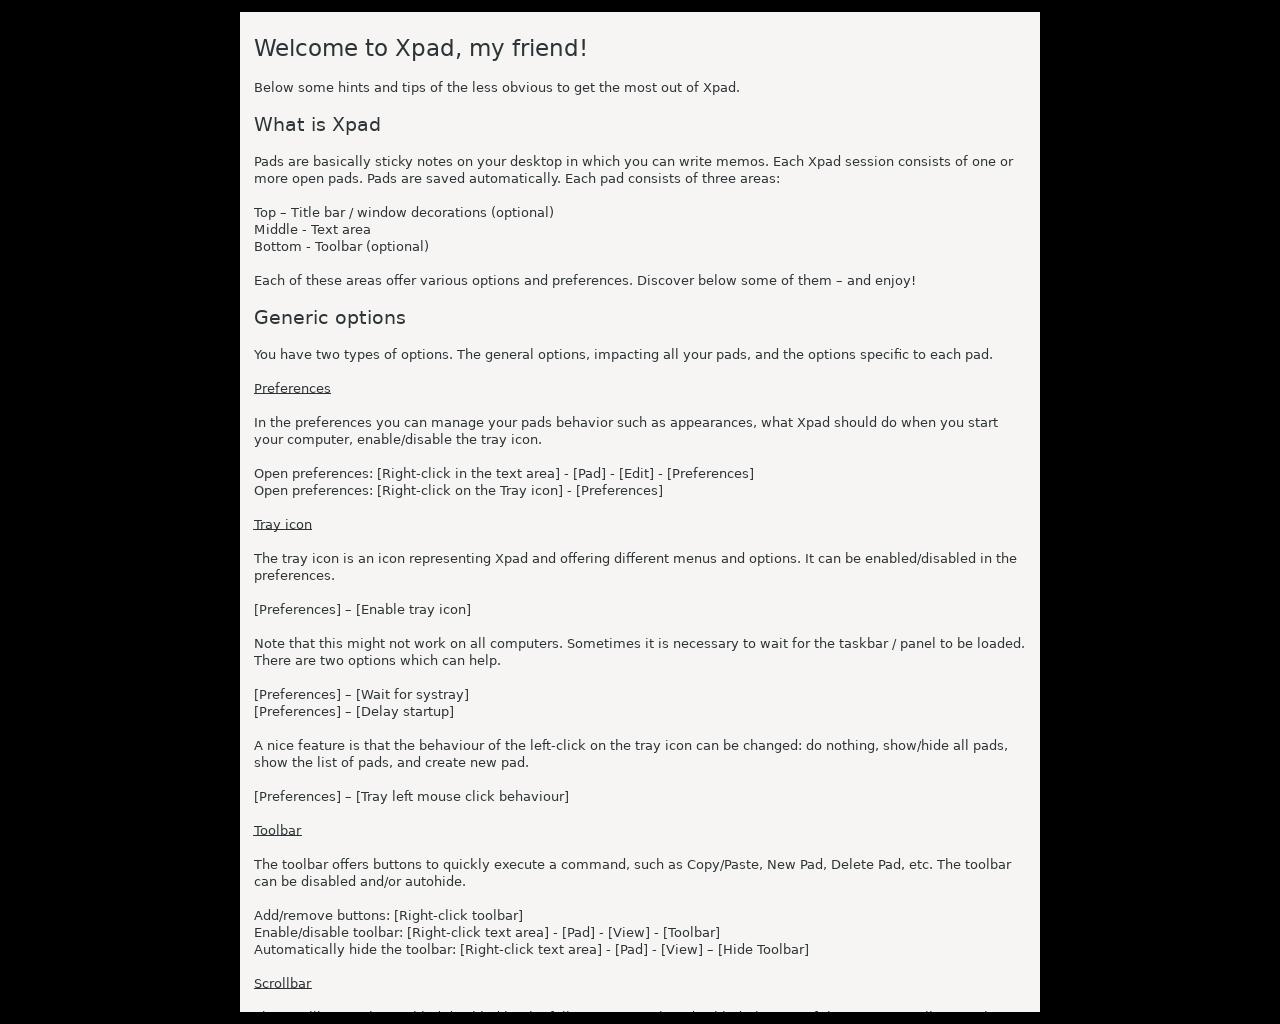 Welcome to Xpad, my friend!
Below some hints and tips of the less obvious to get the most out of Xpad.
What is Xpad
Pads are basically sticky notes on your desktop in which you can write memos. Each Xpad session consists of one or
more open pads. Pads are saved automatically. Each pad consists of three areas:
Top – Title bar / window decorations (optional)
Middle - Text area
Bottom - Toolbar (optional)
Each of these areas offer various options and preferences. Discover below some of them – and enjoy!
Generic options
You have two types of options. The general options, impacting all your pads, and the options specific to each pad.
Preferences
In the preferences you can manage your pads behavior such as appearances, what Xpad should do when you start
your computer, enable/disable the tray icon.
Open preferences: [Right-click in the text area] - [Pad] - [Edit] - [Preferences]
Open preferences: [Right-click on the Tray icon] - [Preferences]
Tray icon
The tray icon is an icon representing Xpad and offering different menus and options. It can be enabled/disabled in the
preferences.
[Preferences] – [Enable tray icon]
Note that this might not work on all computers. Sometimes it is necessary to wait for the taskbar / panel to be loaded.
There are two options which can help.
[Preferences] – [Wait for systray]
[Preferences] – [Delay startup]
A nice feature is that the behaviour of the left-click on the tray icon can be changed: do nothing, show/hide all pads,
show the list of pads, and create new pad.
[Preferences] – [Tray left mouse click behaviour]
Toolbar
The toolbar offers buttons to quickly execute a command, such as Copy/Paste, New Pad, Delete Pad, etc. The toolbar
can be disabled and/or autohide.
Add/remove buttons: [Right-click toolbar]
Enable/disable toolbar: [Right-click text area] - [Pad] - [View] - [Toolbar]
Automatically hide the toolbar: [Right-click text area] - [Pad] - [View] – [Hide Toolbar]
Scrollbar